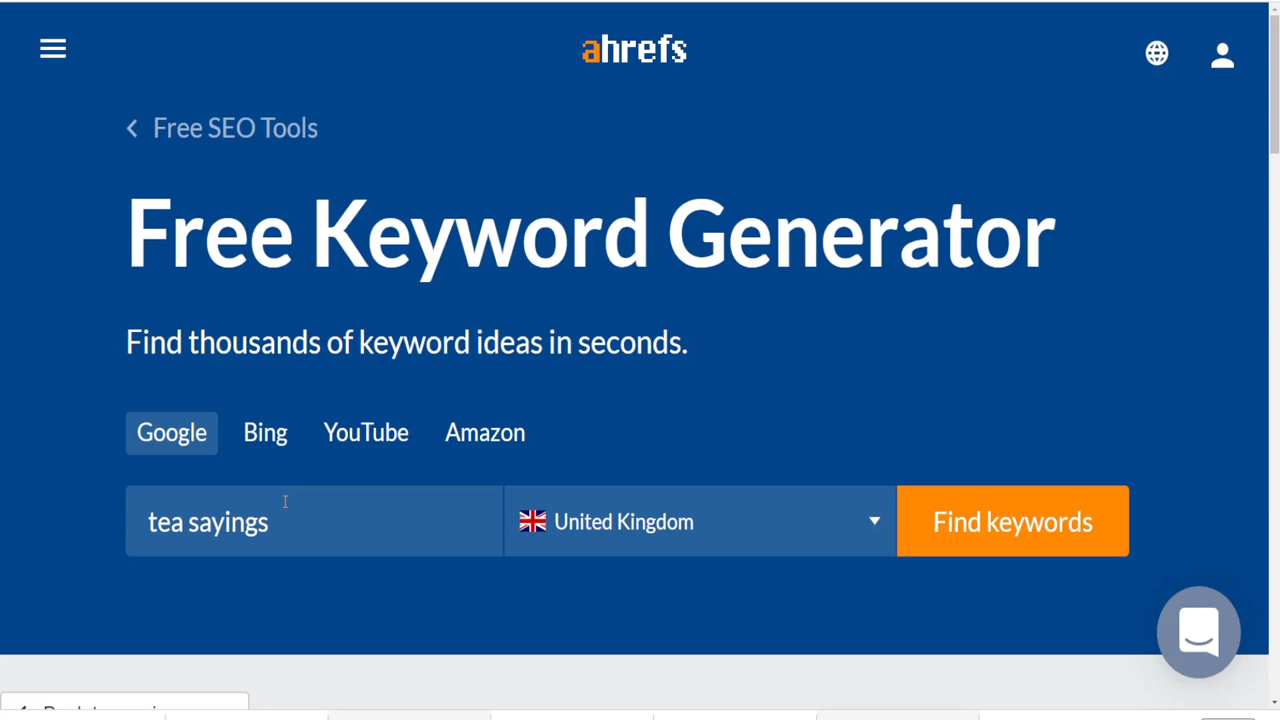 ahrefs
Free SEO Tools
Free Keyword Generator
Find thousands of keyword ideas in seconds.
Google Bing YouTube Amazon
tea sayings United Kingdom Find keywords